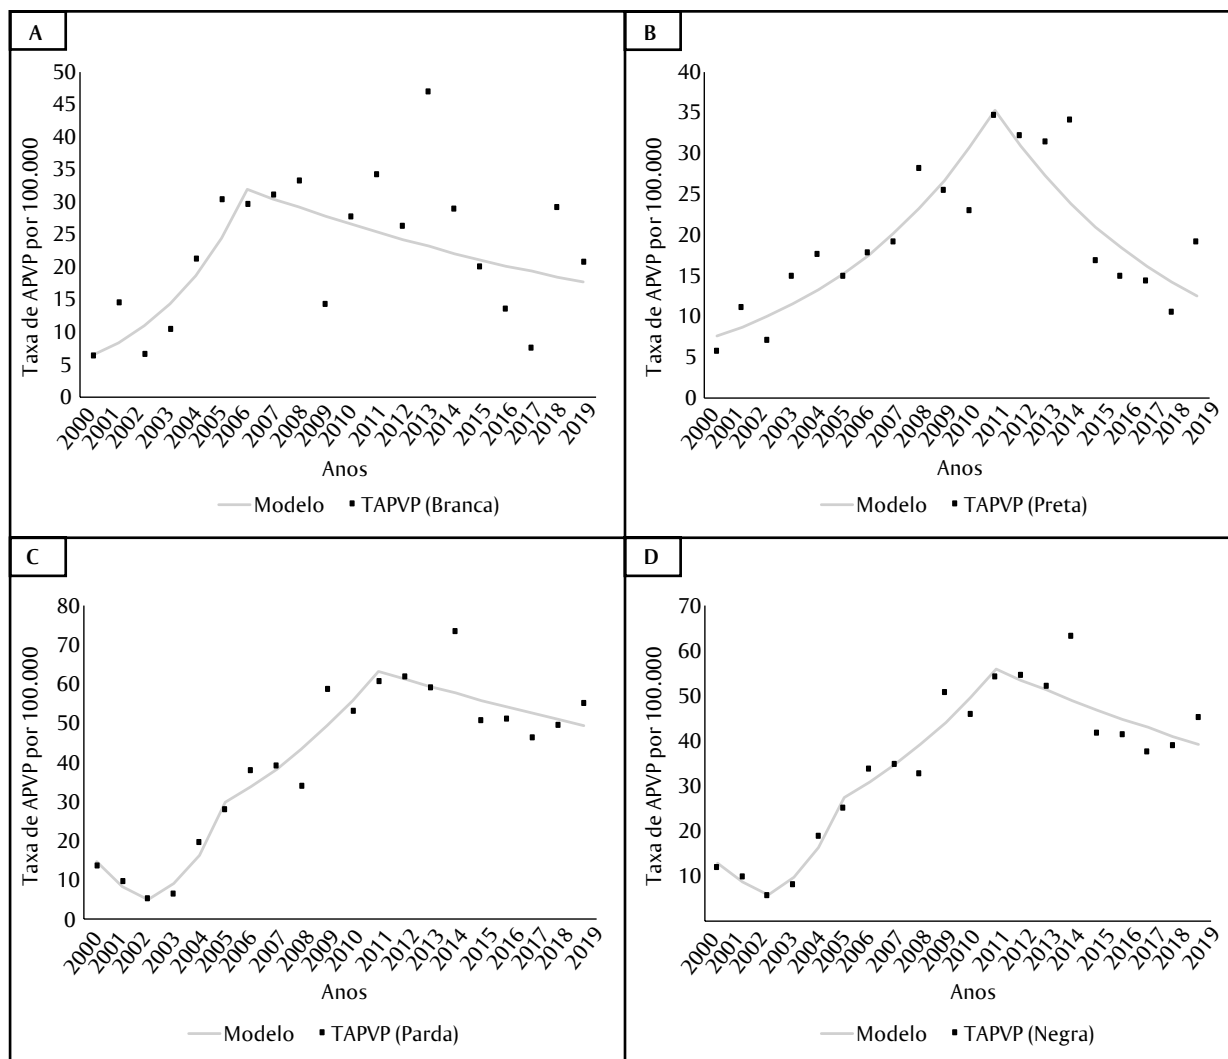 A
Taxa de APVP por 100.000
50
45
40
35
30
25
20
15
10
5
0
2000 2001 2002 2003 2004 2005 2006 2007 2008 2009 2010 2011 2012 2013 2014 2015 2016 2017 2018 2019
Anos
Modelo TAPVP (Branca)
B
Taxa de APVP por 100.000
40
35
30
25
20
15
10
5
0
2000 2001 2002 2003 2004 2005 2006 2007 2008 2009 2010 2011 2012 2013 2014 2015 2016 2017 2018 2019
Anos
Modelo TAPVP (Preta)
C
Taxa de APVP por 100.000
80
70
60
50
40
30
20
10
0
2000 2001 2002 2003 2004 2005 2006 2007 2008 2009 2010 2011 2012 2013 2014 2015 2016 2017 2018 2019
Anos
Modelo TAPVP (Parda)
D
Taxa de APVP por 100.000
70
60
50
40
30
20
10
2000 2001 2002 2003 2004 2005 2006 2007 2008 2009 2010 2011 2012 2013 2014 2015 2016 2017 2018 2019
Anos
Modelo TAPVP (Negra)